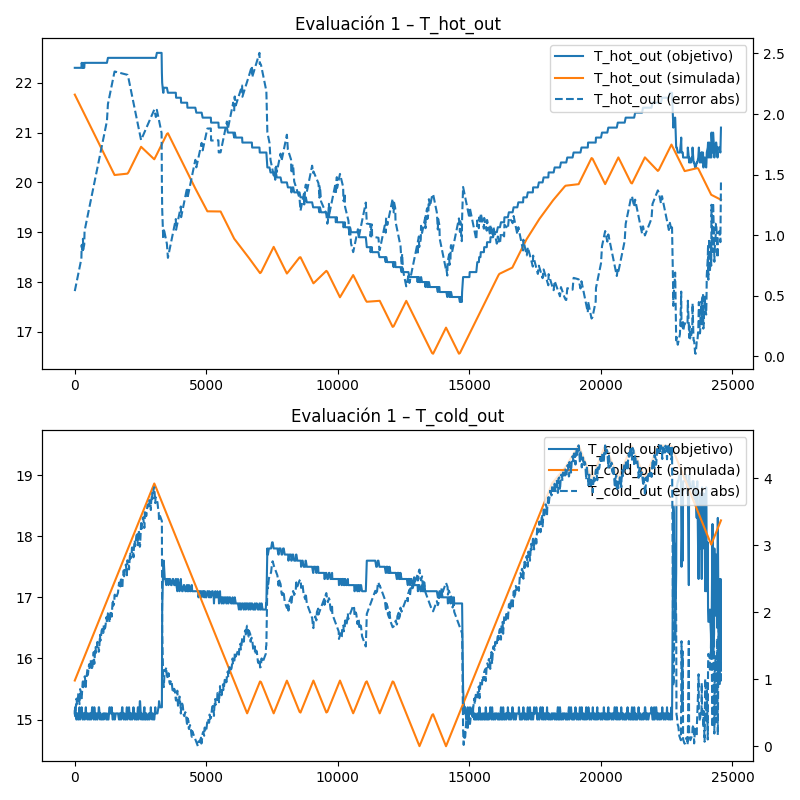 Evaluación 1 – T_hot_out
T_hot_out (objetivo)
T_hot_out (simulada)
T_hot_out (error abs)
22
21
20
19
18
17
2.5
2.0
1.5
1.0
0.5
0.0
0 5000 10000 15000 20000 25000
Evaluación 1 – T_cold_out
T_cold_out (objetivo)
T_cold_out (simulada)
T_cold_out (error abs)
19
18
17
16
15
4
3
2
1
0
0 5000 10000 15000 20000 25000